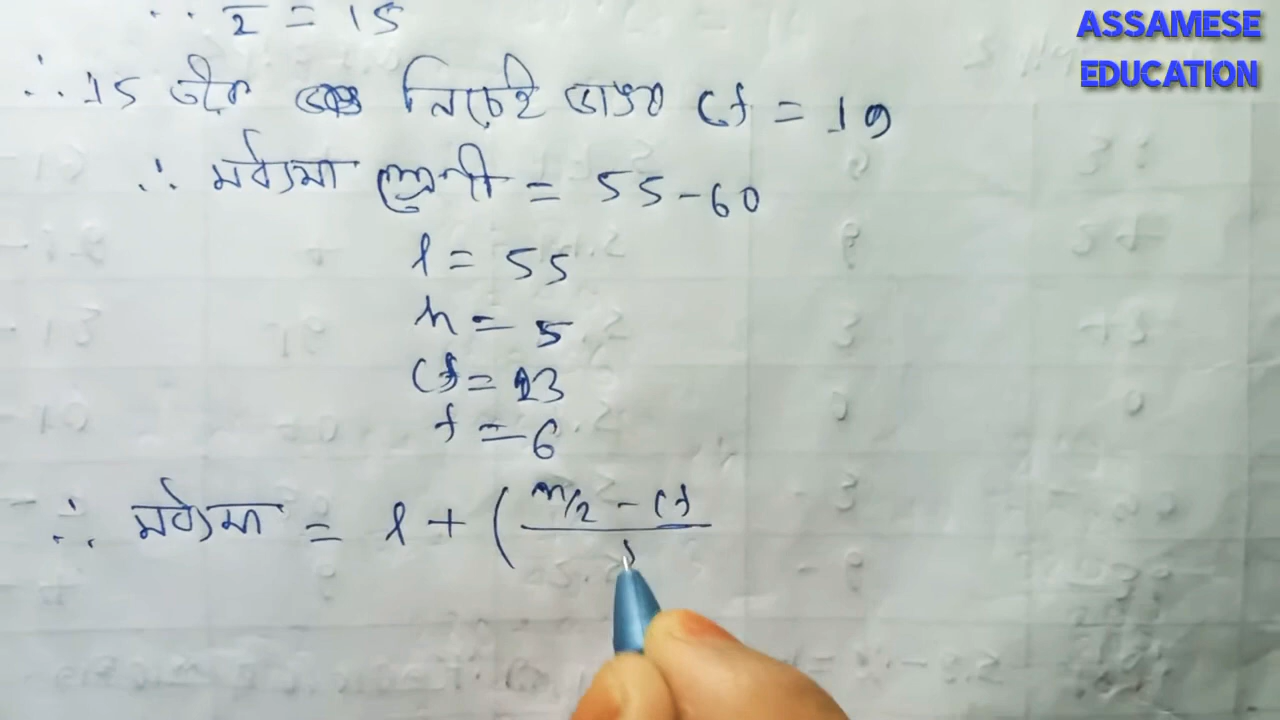 ASSAMESE
EDUCATION
∴ 2 = 15
∴ 15 তকৈ নিচেই ডাঙৰ cf = 19
∴ মধ্যমা শ্ৰেণী = 55-60
l = 55
h = 5
cf = 13
f = 6
∴ মধ্যমা = l + ( n/2 - cf
f